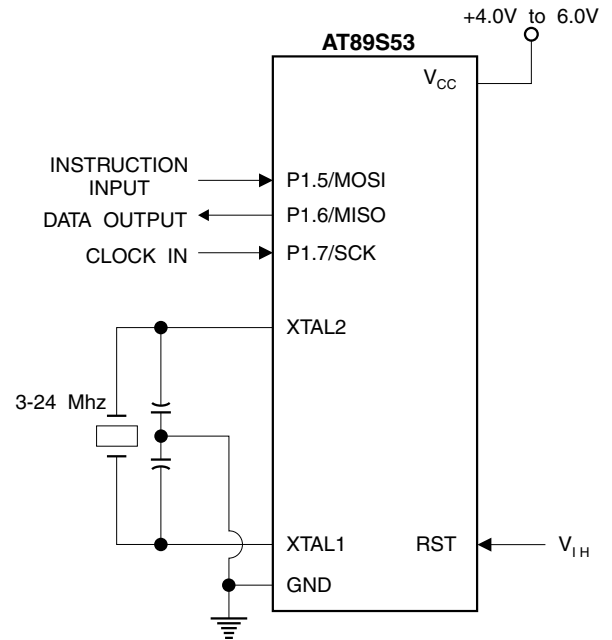 +4.0V to 6.0V
AT89S53
VCC
INSTRUCTION
INPUT
P1.5/MOSI
DATA OUTPUT
P1.6/MISO
CLOCK IN
P1.7/SCK
XTAL2
3-24 Mhz
XTAL1
RST
VIH
GND